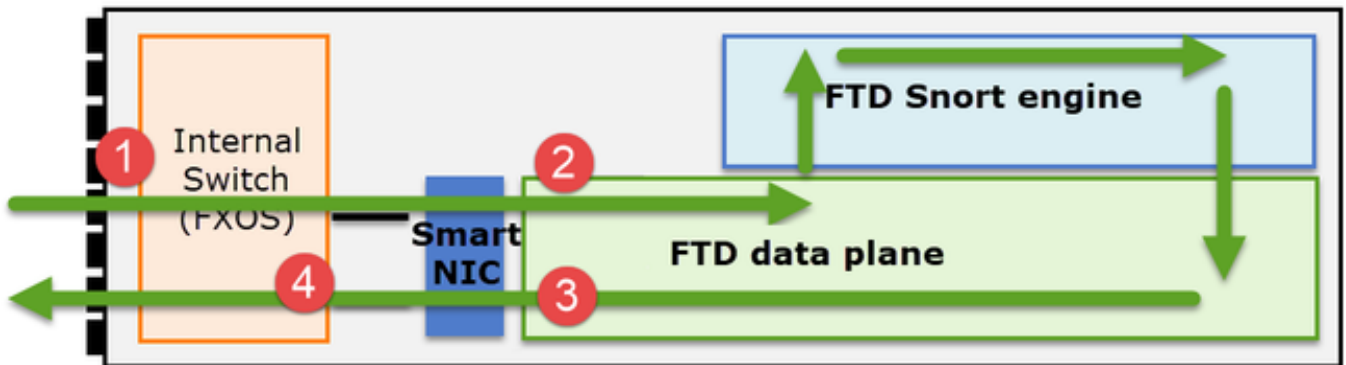 FTD Snort engine
1
Internal
Switch
(FXOS)
2
Smart
NIC
FTD data plane
4
3